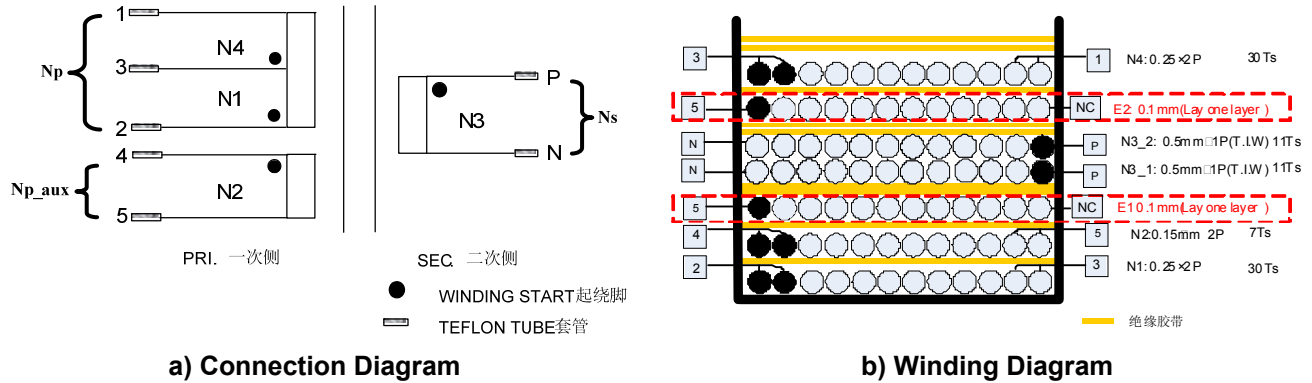 1
N4
Np
3
N1
2
4
Np_aux
N2
5
PRI. 一次侧
P
N3
Ns
N
SEC. 二次侧
WINDING START起绕脚
TEFLON TUBE套管
a) Connection Diagram
3
1
N4:0.25×2P 30Ts
5
NC
E2: 0.1mm(Lay one layer )
N
P
N3_2: 0.5mm□1P(T.I.W) 11Ts
N
P
N3_1: 0.5mm□1P(T.I.W) 11Ts
5
NC
E1 0.1mm(Lay one layer )
4
5
N2:0.15mm 2P 7Ts
2
3
N1:0.25×2P 30Ts
绝缘胶带
b) Winding Diagram